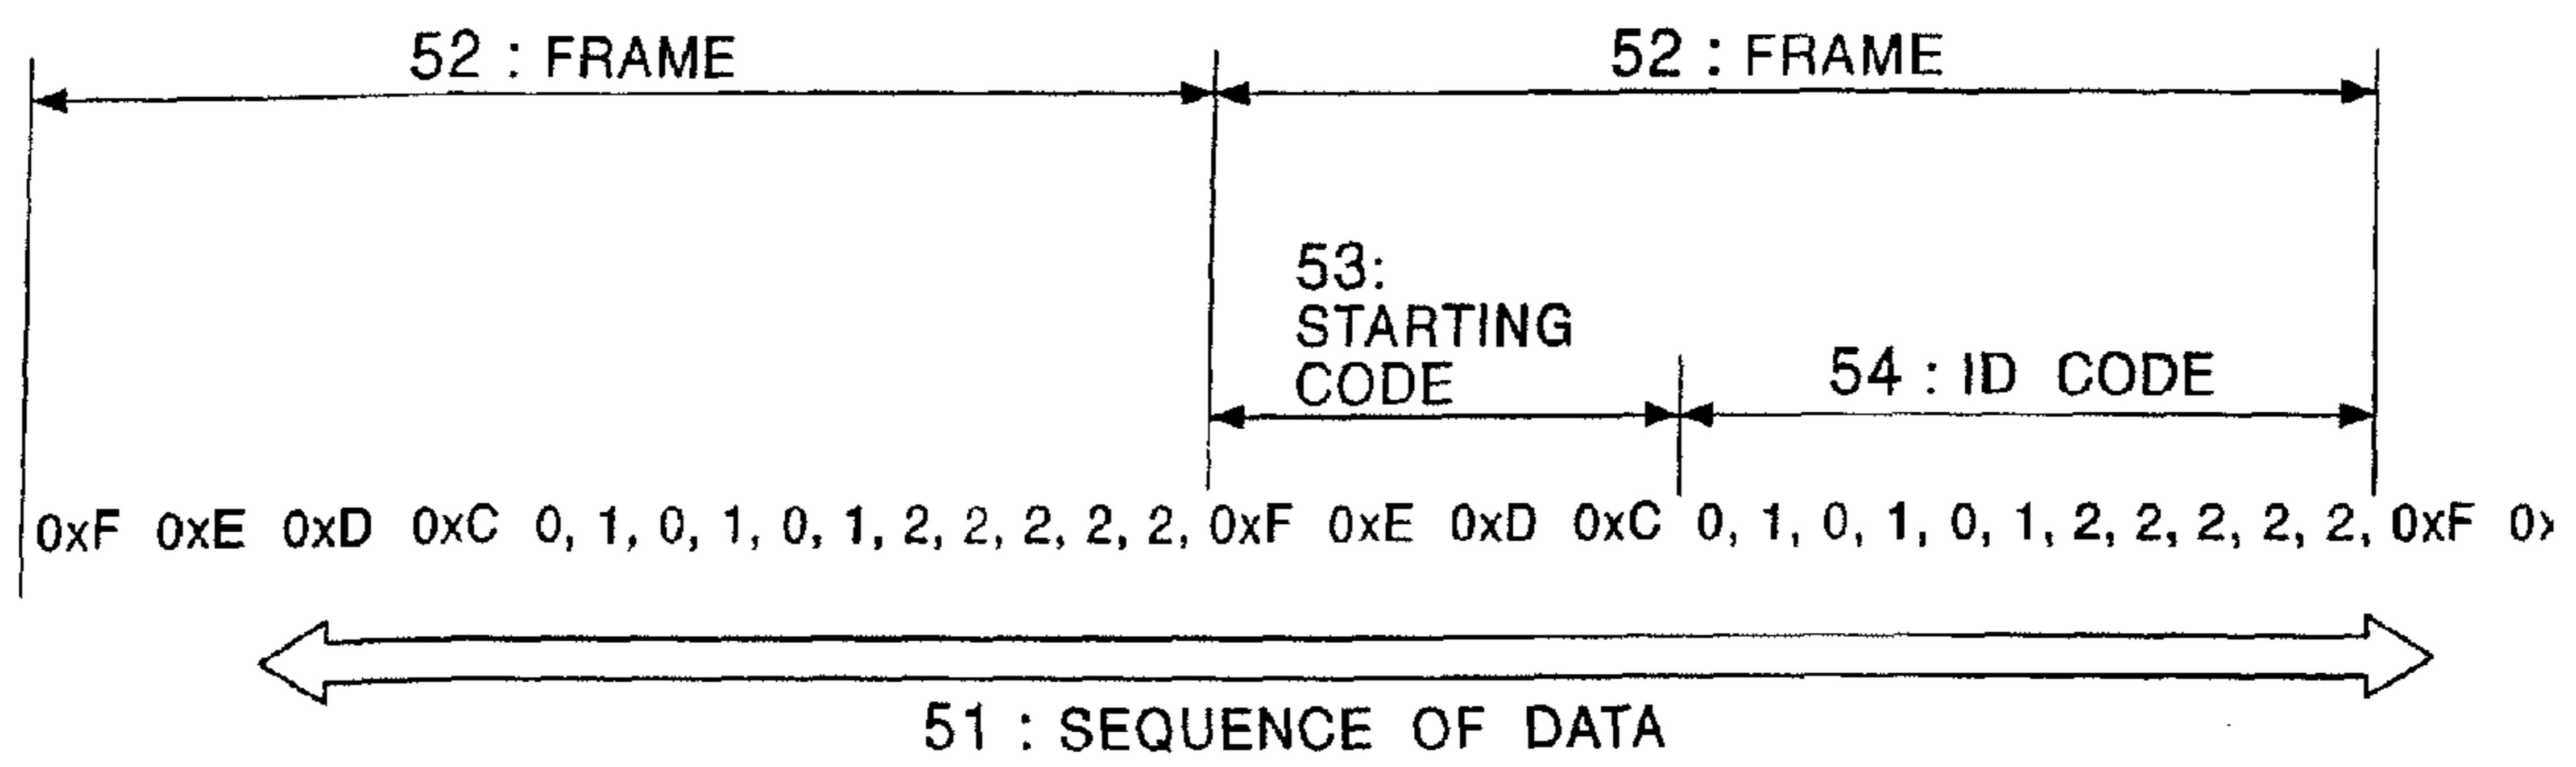 52 : FRAME 52 : FRAME
53:
STARTING
CODE
54 : ID CODE
0xF 0xE 0xD 0xC 0, 1, 0, 1, 0, 1, 2, 2, 2, 2, 2, 0xF 0xE 0xD 0xC 0, 1, 0, 1, 0, 1, 2, 2, 2, 2, 2, 0xF
51 : SEQUENCE OF DATA